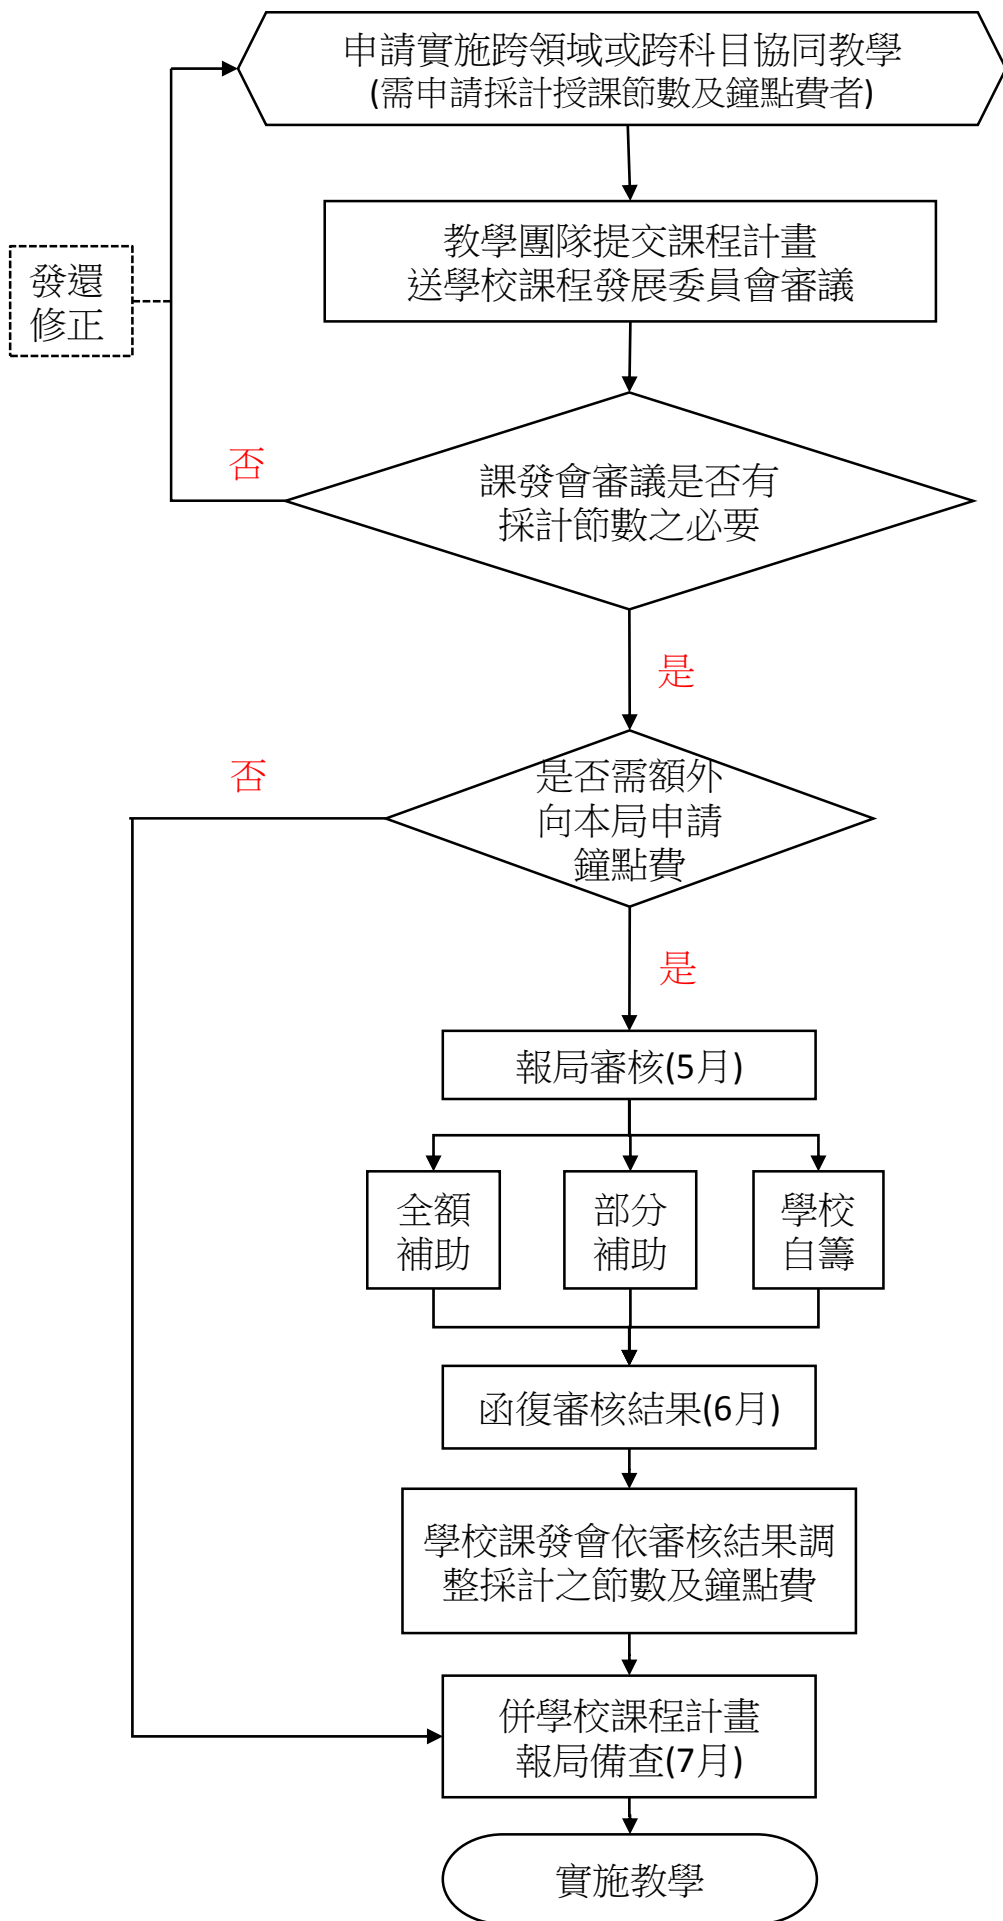 申請實施跨領域或跨科目協同教學
(需申請採計授課節數及鐘點費者)
教學團隊提交課程計畫
送學校課程發展委員會審議
發還
修正
否
課發會審議是否有
採計節數之必要
是
否
是否需額外
向本局申請
鐘點費
是
報局審核(5月)
全額
補助
部分
補助
學校
自籌
函復審核結果(6月)
學校課發會依審核結果調
整採計之節數及鐘點費
併學校課程計畫
報局備查(7月)
實施教學